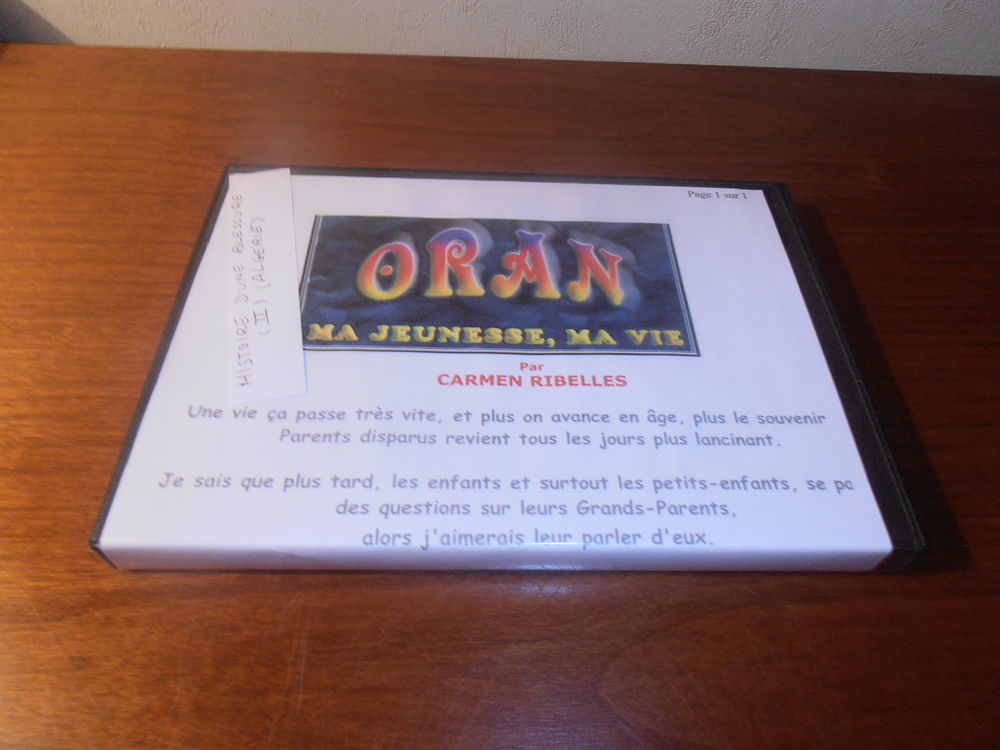 Page 1 sur 1
HISTOIRE D'UNE BLESSURE
(II) (ALGERIE)
ORAN
MA JEUNESSE, MA VIE
Par
CARMEN RIBELLES
Une vie ça passe très vite, et plus on avance en âge, plus le souvenir
Parents disparus revient tous les jours plus lancinant.
Je sais que plus tard, les enfants et surtout les petits-enfants, se po
des questions sur leurs Grands-Parents,
alors j'aimerais leur parler d'eux.